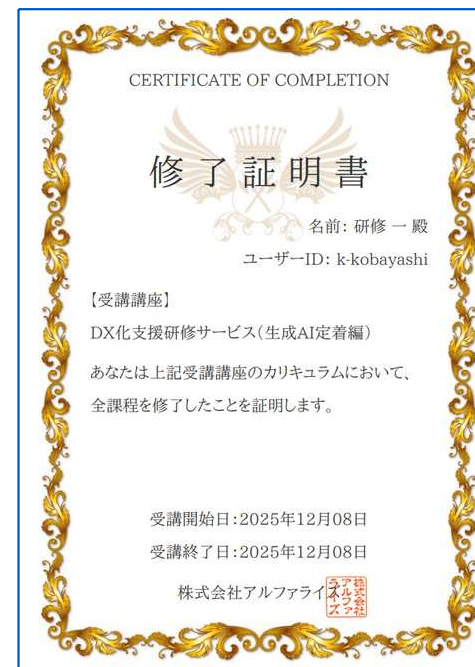 CERTIFICATE OF COMPLETION
修了証明書
名前: 研修 一 殿
ユーザーID: k-kobayashi
【受講講座】
DX化支援研修サービス（生成AI定着編）
あなたは上記受講講座のカリキュラムにおいて、
全課程を修了したことを証明します。
受講開始日:2025年12月08日
受講終了日:2025年12月08日
株式会社アルファライズ
株式会社
アルファ
ライズ